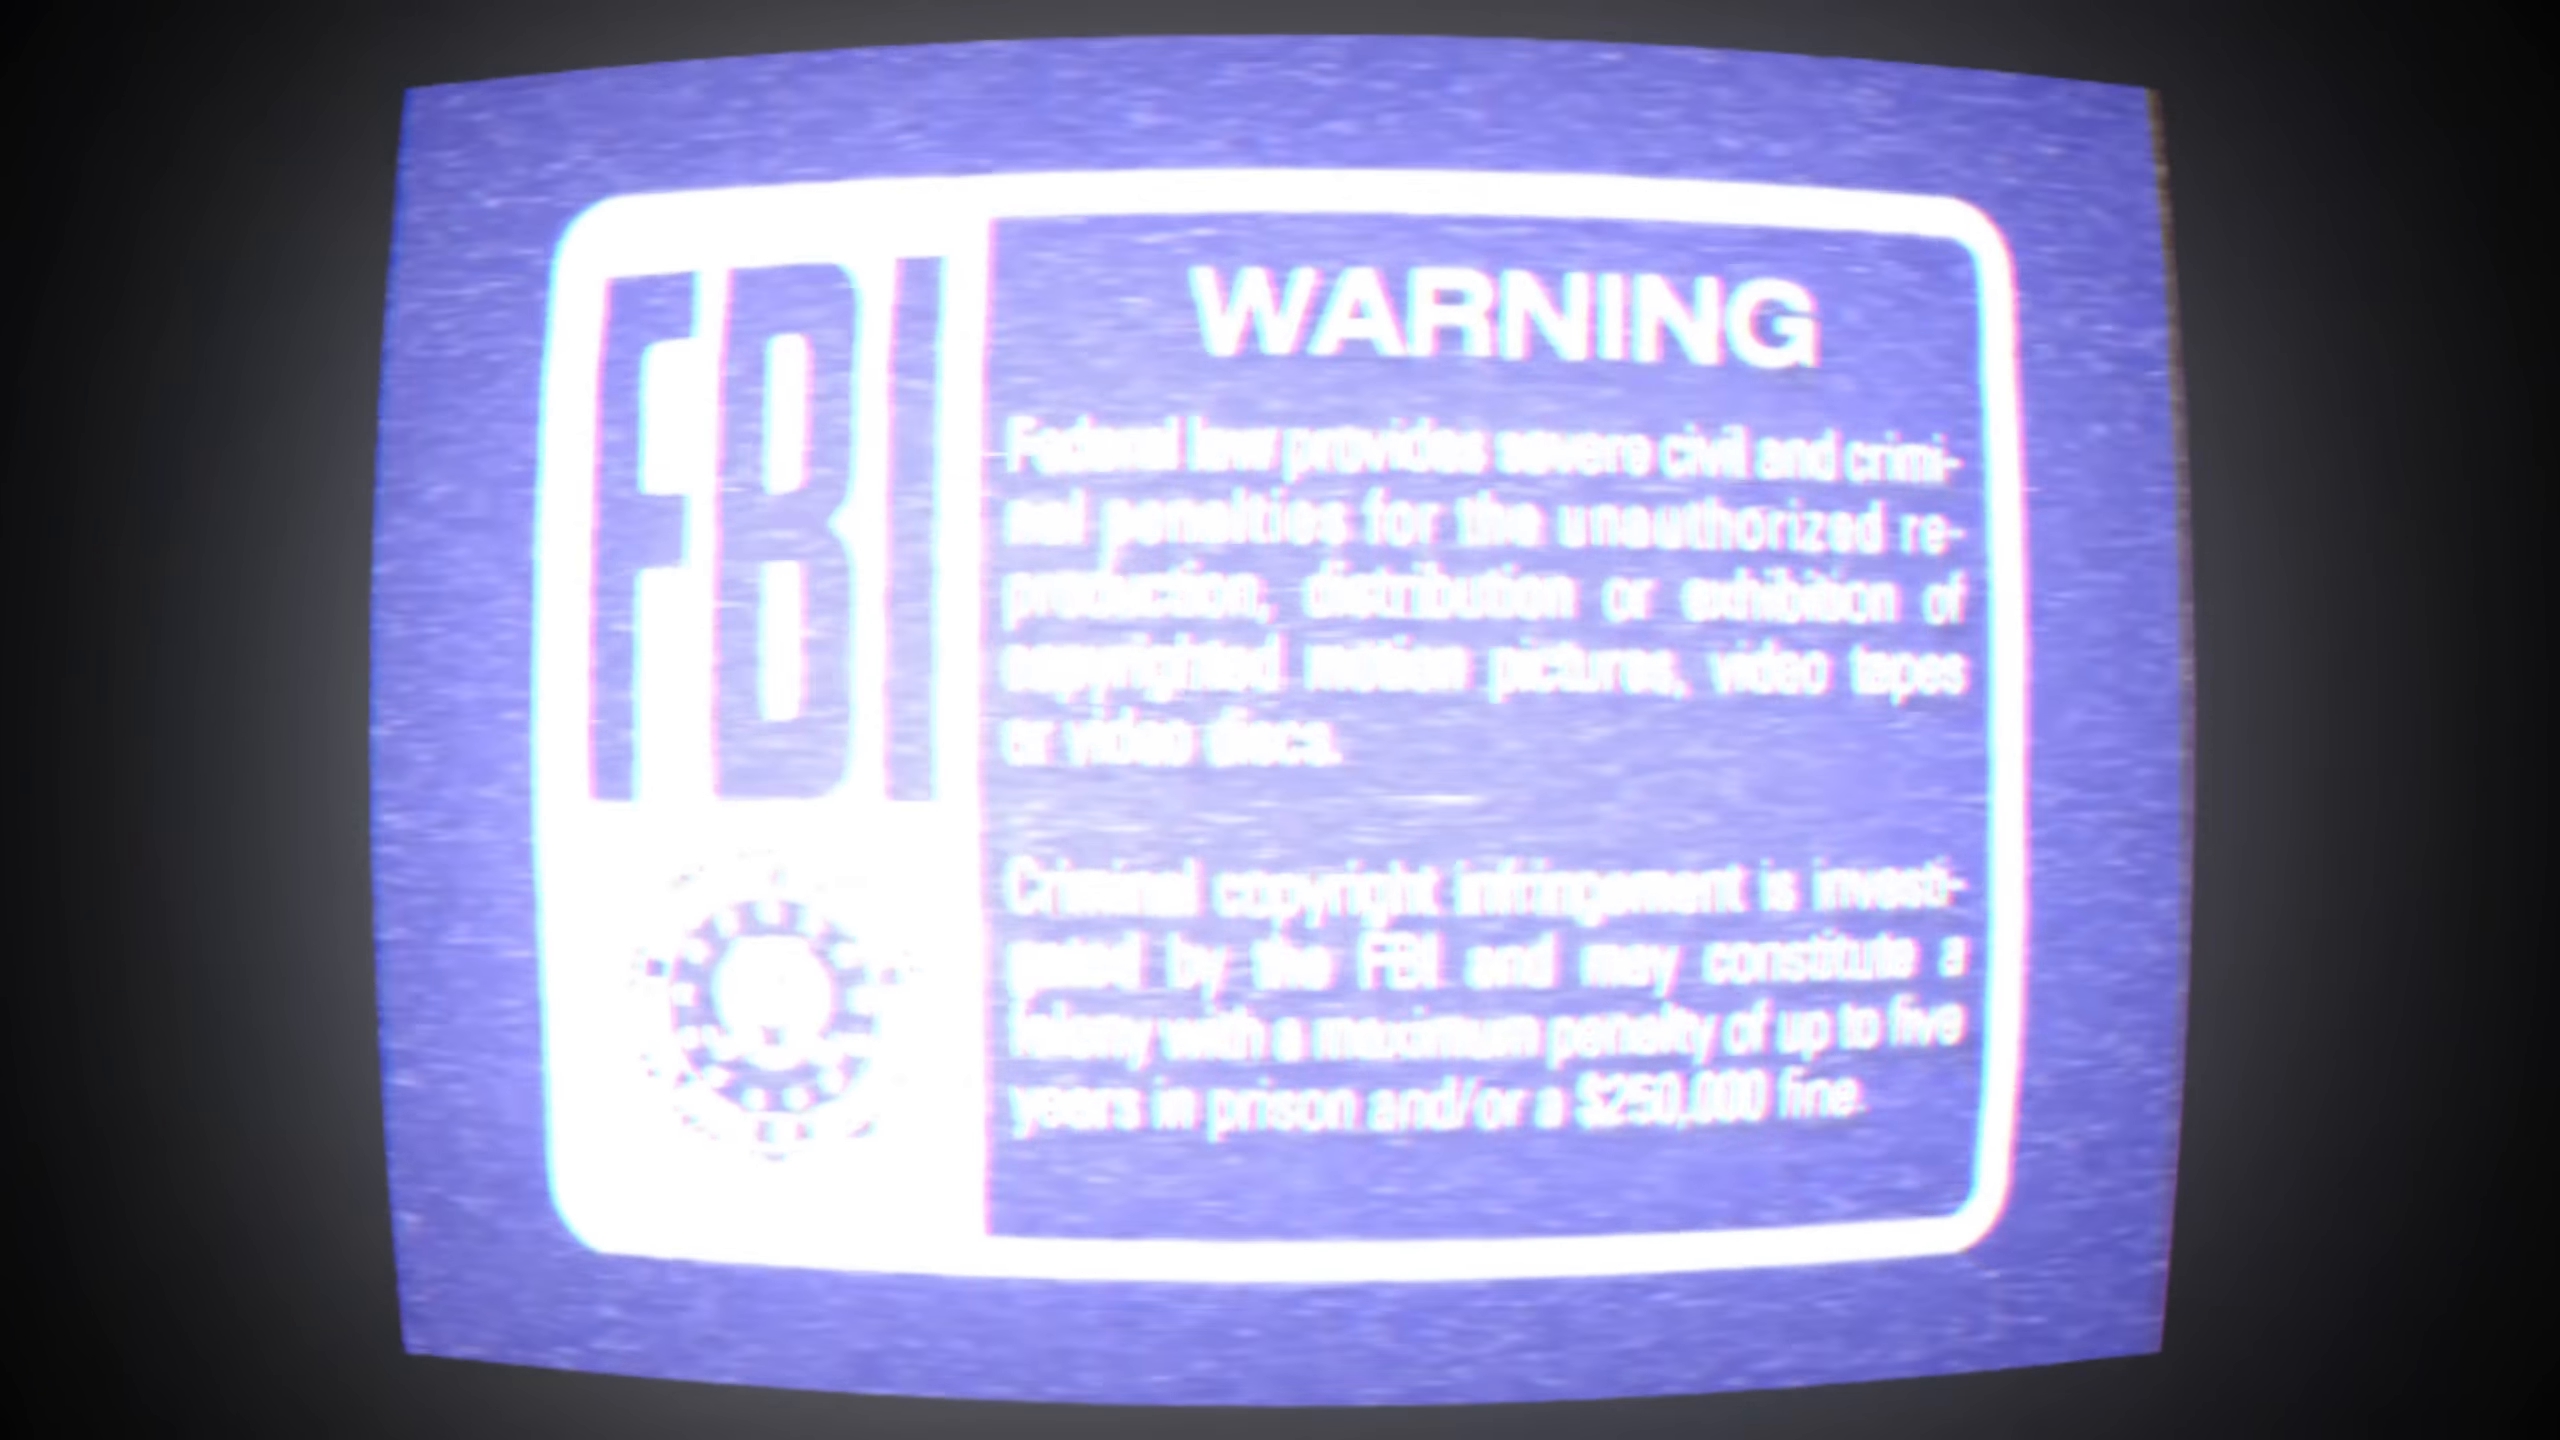 FBI
WARNING
Federal law provides severe civil and crimi-
nal penalties for the unauthorized re-
production, distribution or exhibition of
copyrighted motion pictures, video tapes
or video discs.
Criminal copyright infringement is investi-
gated by the FBI and may constitute a
felony with a maximum penalty of up to five
years in prison and/or a $250,000 fine.